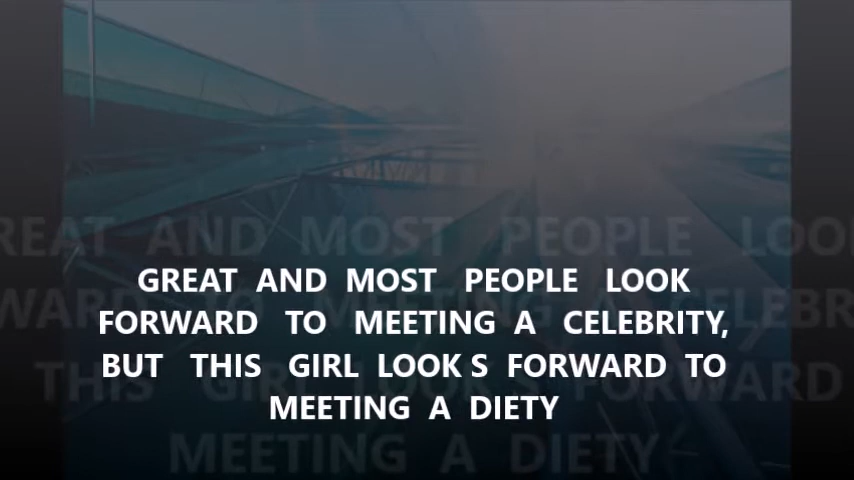 GREAT AND MOST PEOPLE LOOK
FORWARD TO MEETING A CELEBRITY,
BUT THIS GIRL LOOK S FORWARD TO
MEETING A DIETY